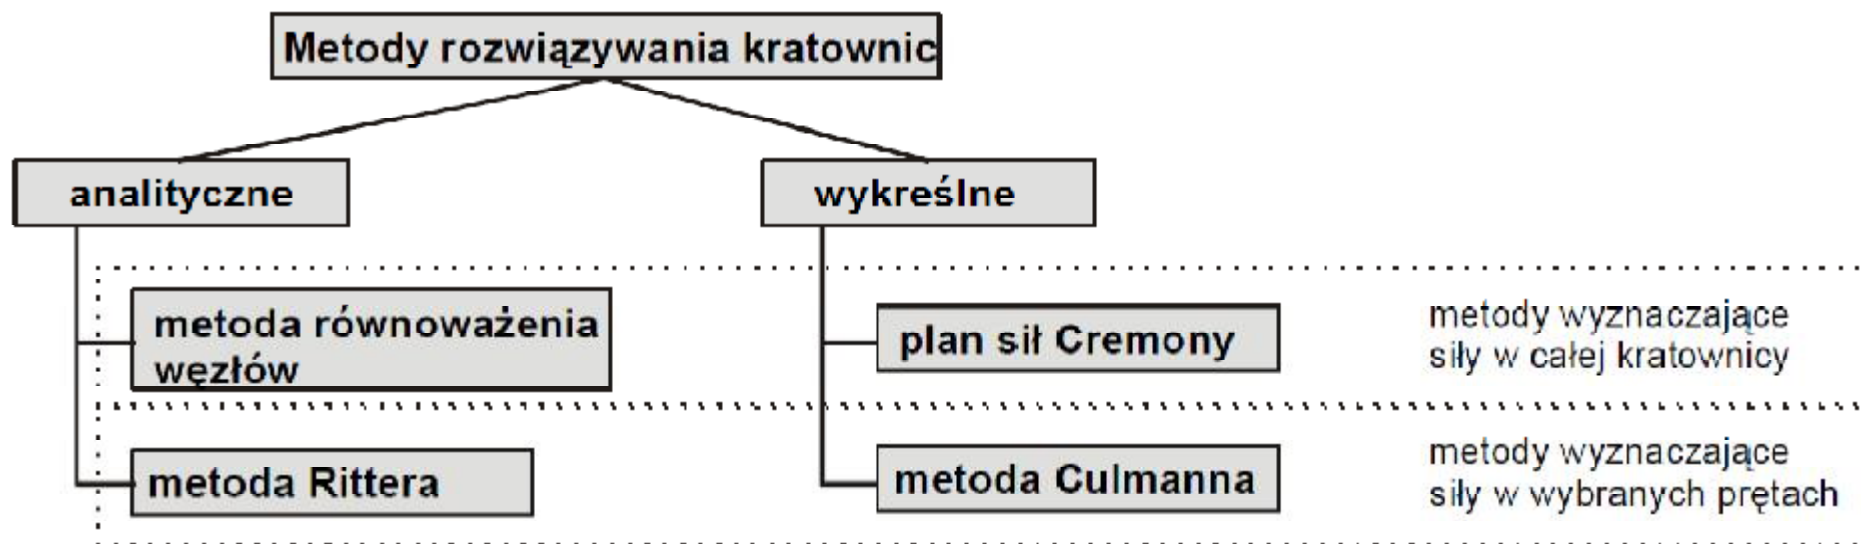 Metody rozwiązywania kratownic
analityczne
wykreślne
metoda równoważenia
węzłów
plan sił Cremony
metody wyznaczające
siły w całej kratownicy
metoda Rittera
metoda Culmanna
metody wyznaczające
siły w wybranych prętach